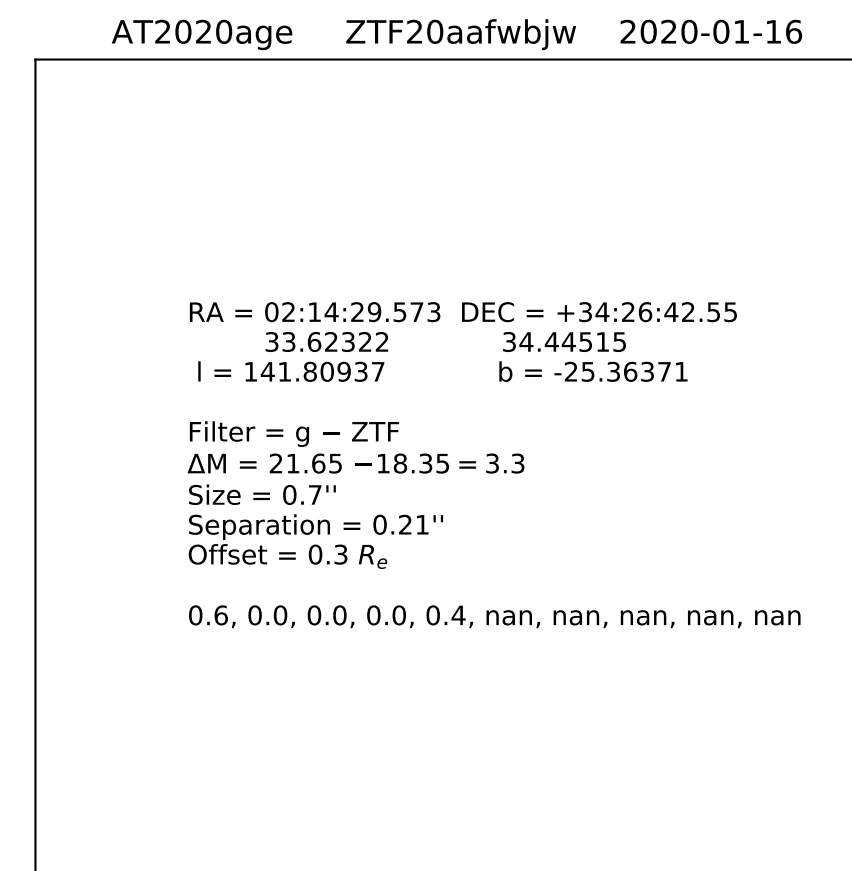 AT2020age ZTF20aafwbjw 2020-01-16
RA = 02:14:29.573 DEC = +34:26:42.55
33.62322 34.44515
l = 141.80937 b = -25.36371
Filter = g − ZTF
ΔM = 21.65 −18.35 = 3.3
Size = 0.7''
Separation = 0.21''
Offset = 0.3 Re
0.6, 0.0, 0.0, 0.0, 0.4, nan, nan, nan, nan, nan